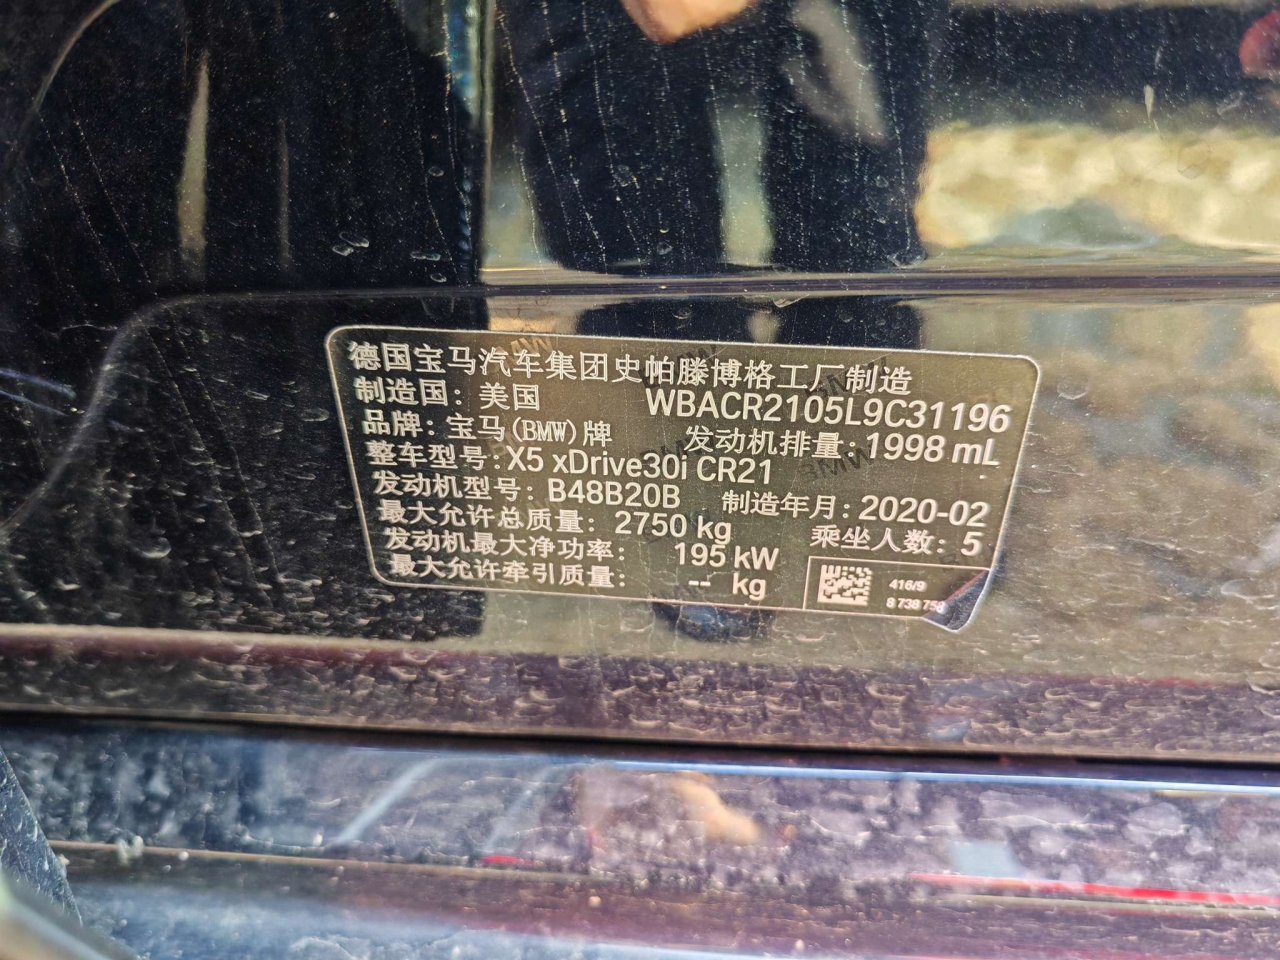 德国宝马汽车集团史帕滕博格工厂制造
制造国：美国 WBACR2105L9C31196
品牌：宝马(BMW)牌 发动机排量：1998 mL
整车型号：X5 xDrive30i CR21
发动机型号：B48B20B 制造年月：2020-02
最大允许总质量：2750 kg 乘坐人数：5
发动机最大净功率：195 kW
最大允许牵引质量：-- kg
416/9
8 738 758